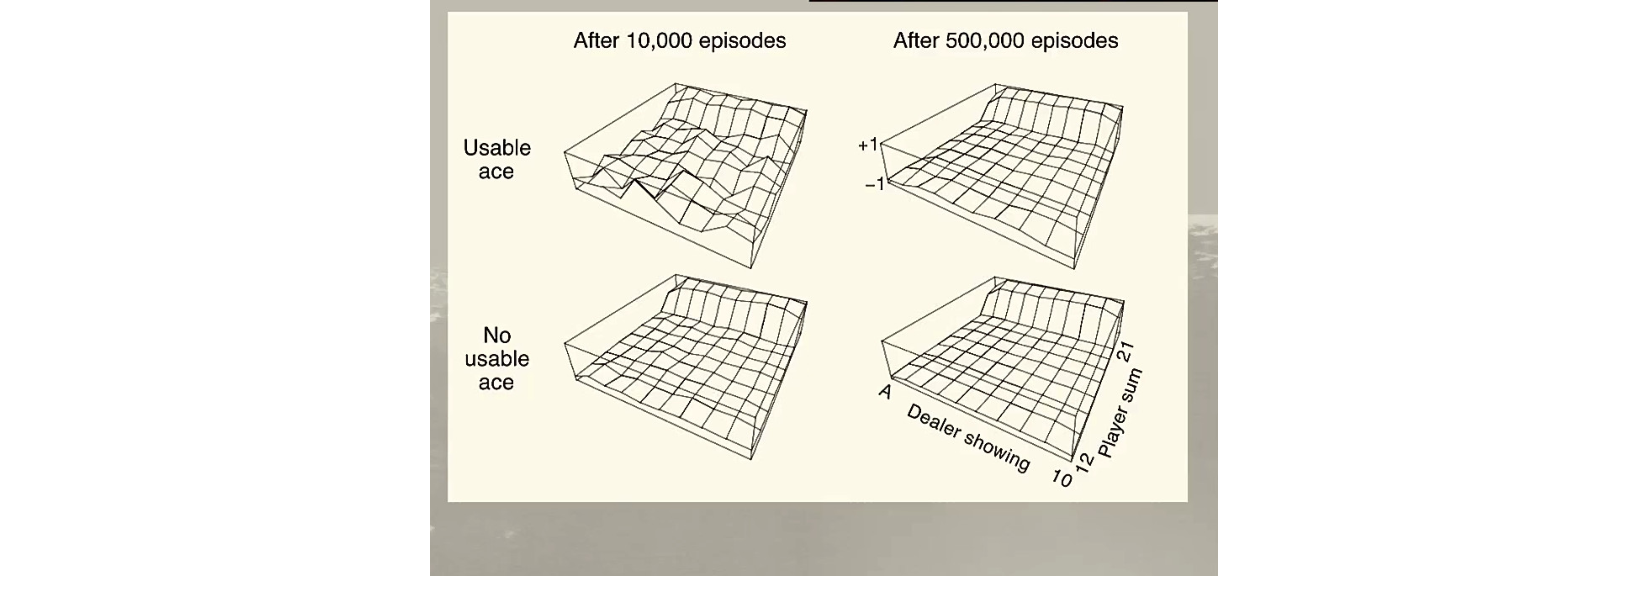 After 10,000 episodes
After 500,000 episodes
Usable
ace
+1
−1
No
usable
ace
A
Dealer showing
10
12
Player sum
21